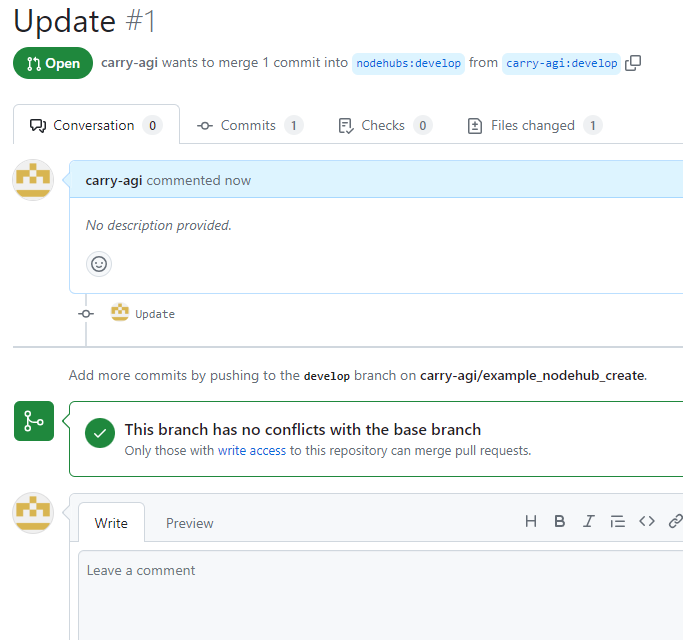 Update #1
Open carry-agi wants to merge 1 commit into nodehubs:develop from carry-agi:develop
Conversation 0 Commits 1 Checks 0 Files changed 1
carry-agi commented now
No description provided.
Update
Add more commits by pushing to the develop branch on carry-agi/example_nodehub_create.
This branch has no conflicts with the base branch
Only those with write access to this repository can merge pull requests.
Write Preview H B I
Leave a comment